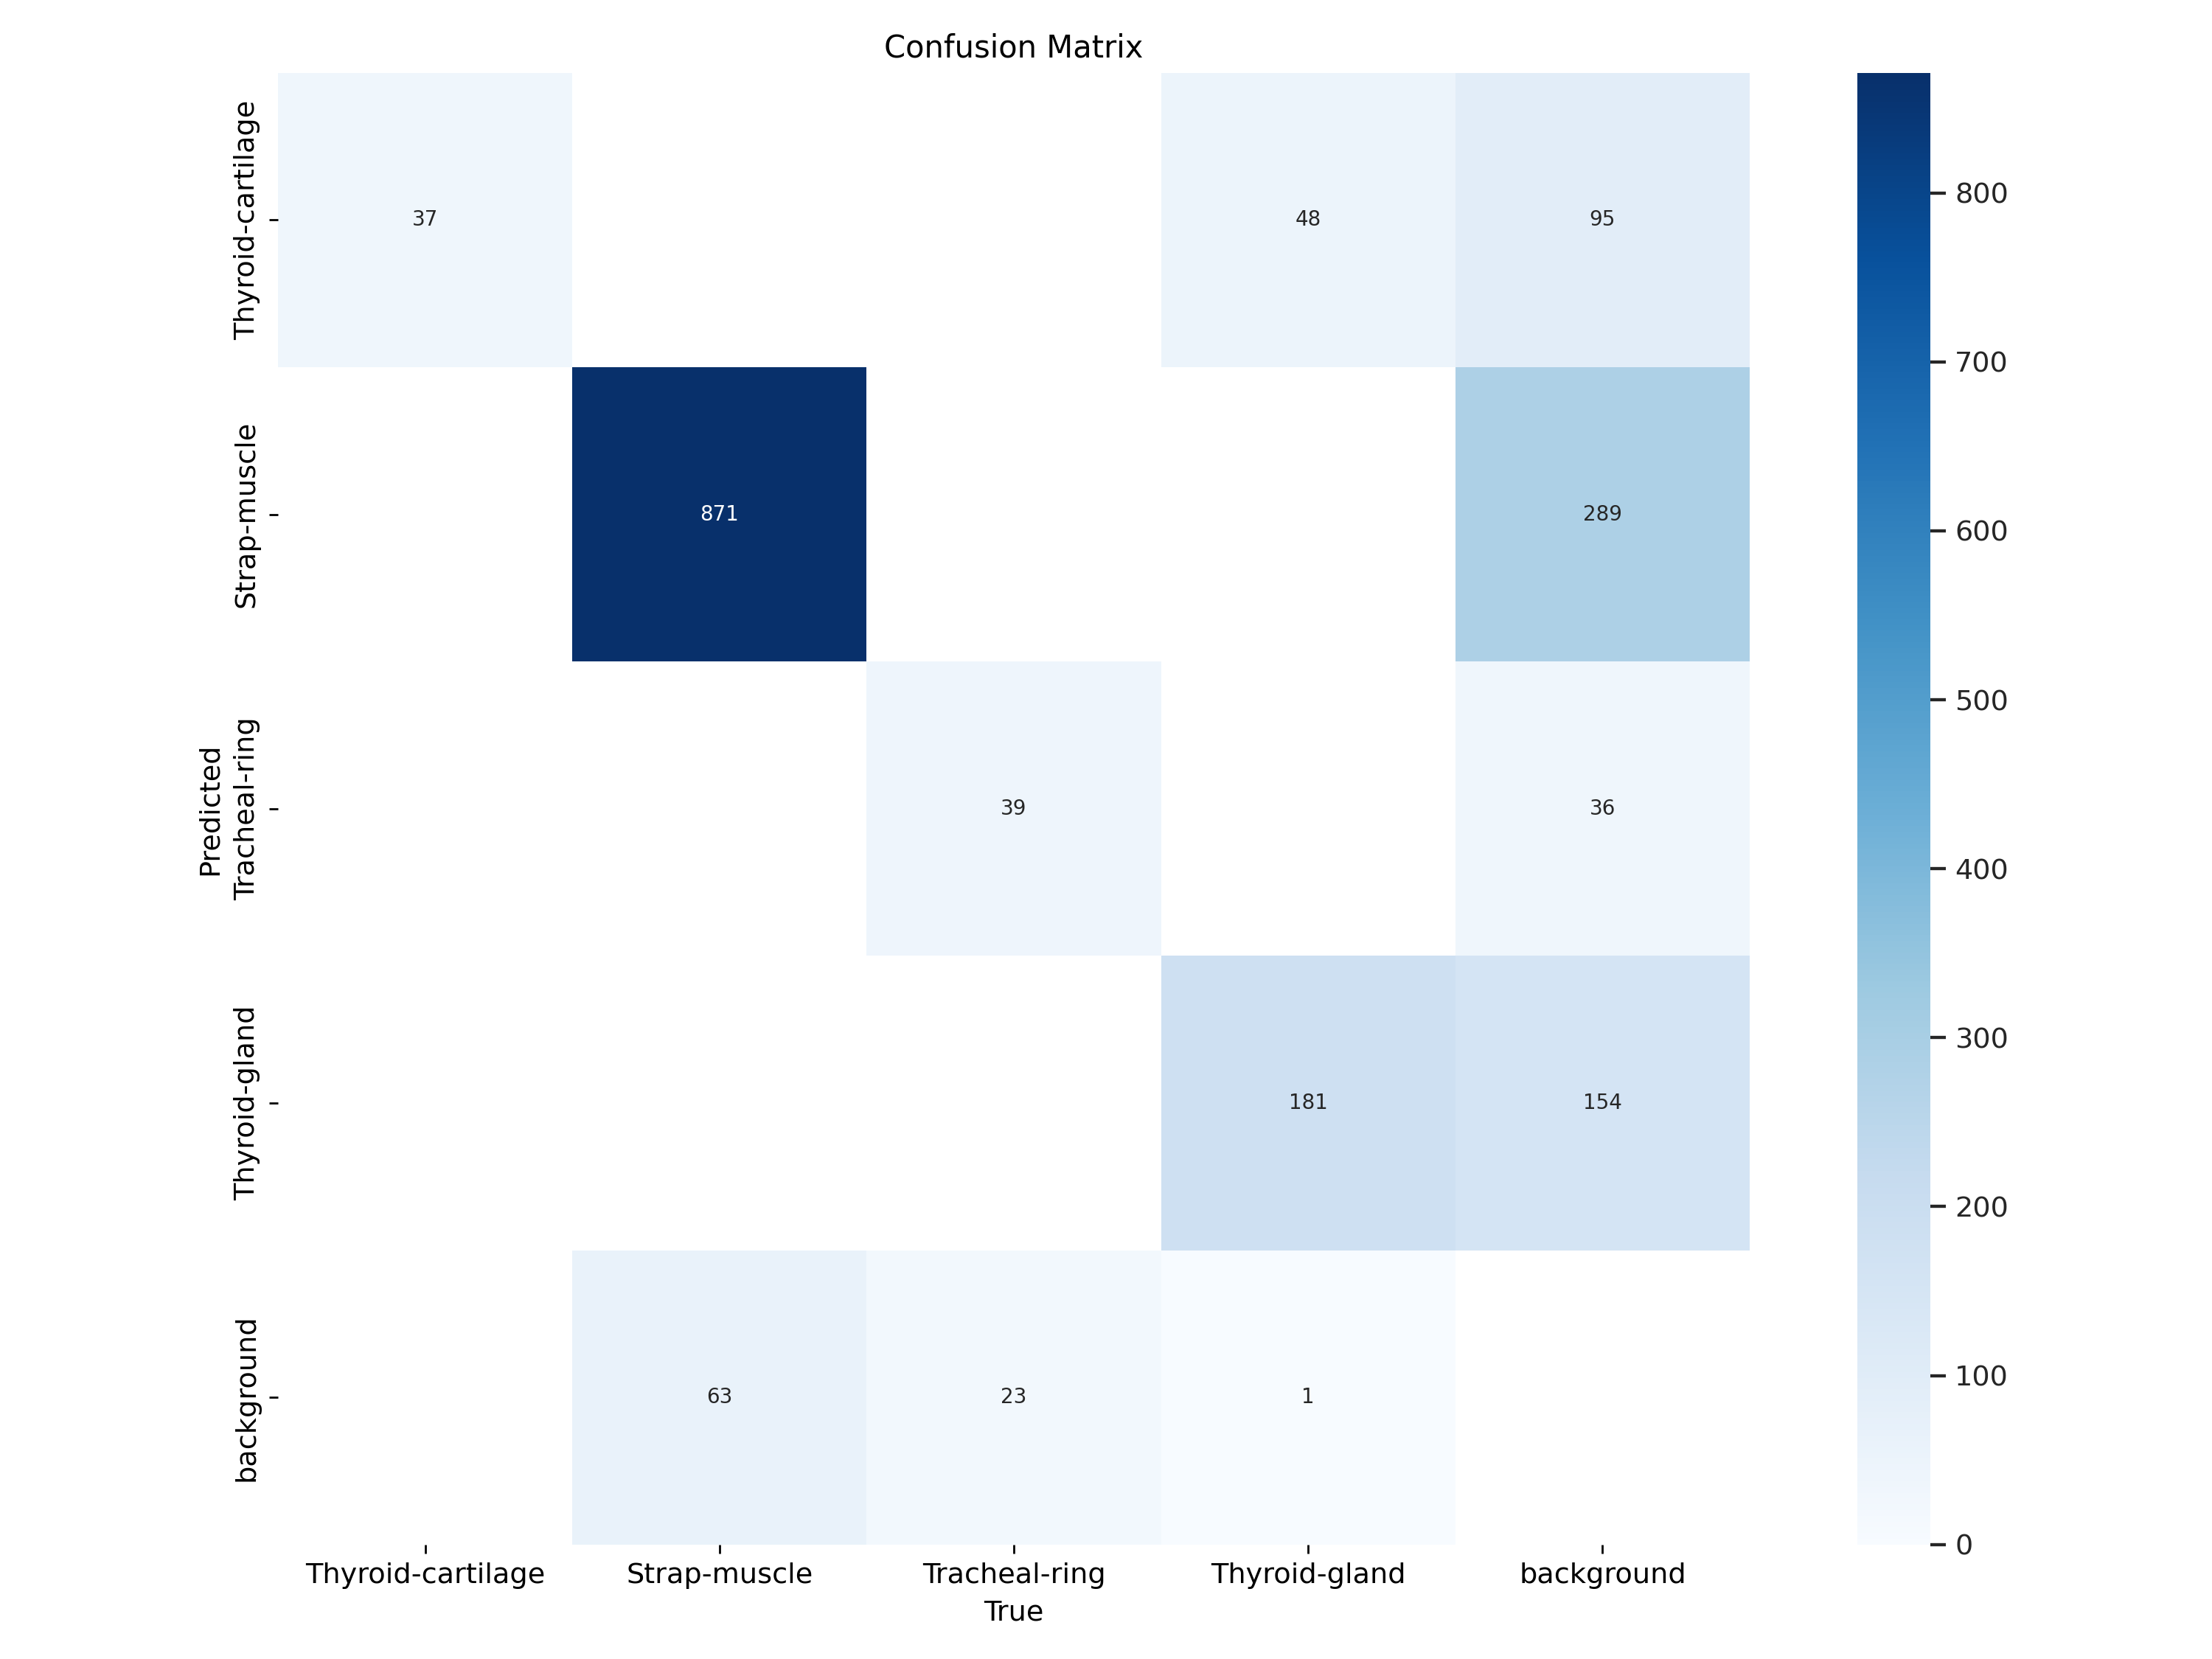 Confusion Matrix
Thyroid-cartilage
37
48
95
Strap-muscle
871
289
Predicted
Tracheal-ring
39
36
Thyroid-gland
181
154
background
63
23
1
Thyroid-cartilage
Strap-muscle
Tracheal-ring
Thyroid-gland
background
True
800
700
600
500
400
300
200
100
0